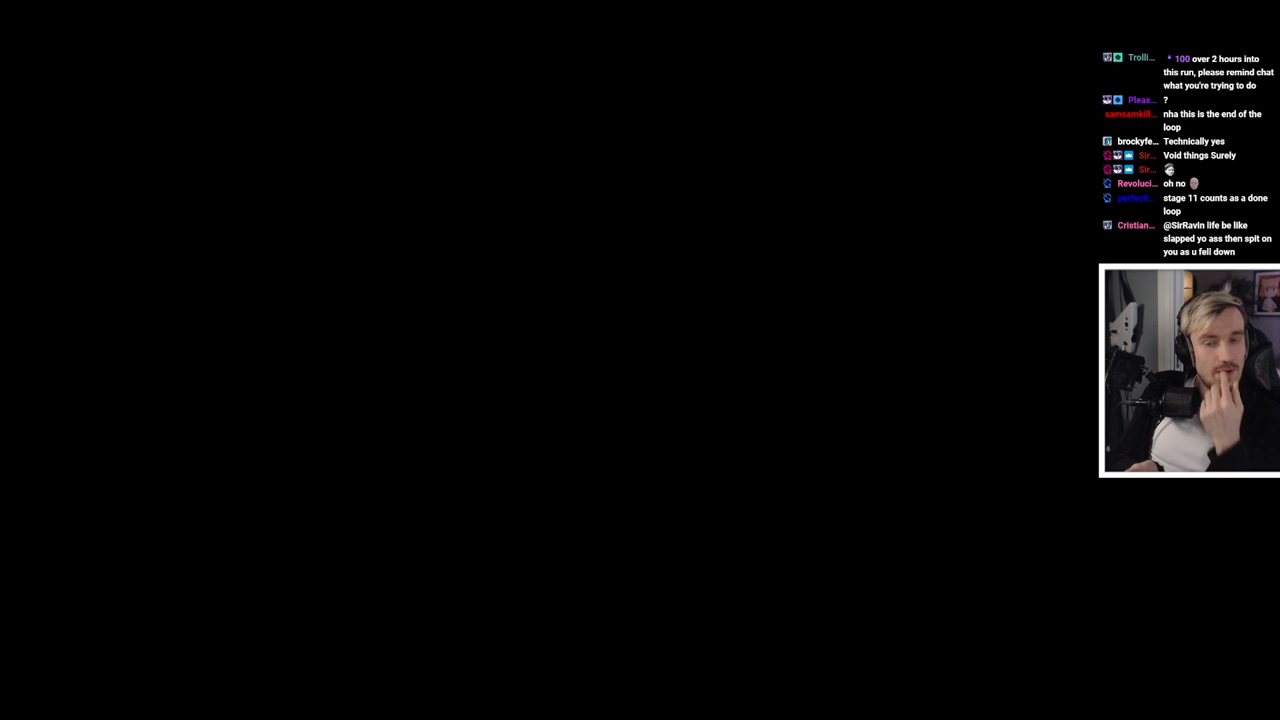 Trolli... 100 over 2 hours into
this run, please remind chat
what you're trying to do
Pleas... ?
samsamkill... nha this is the end of the
loop
brockyfe... Technically yes
Sir... Void things Surely
Sir...
Revoluci... oh no
perfecti... stage 11 counts as a done
loop
Cristian... @SirRavin life be like
slapped yo ass then spit on
you as u fell down